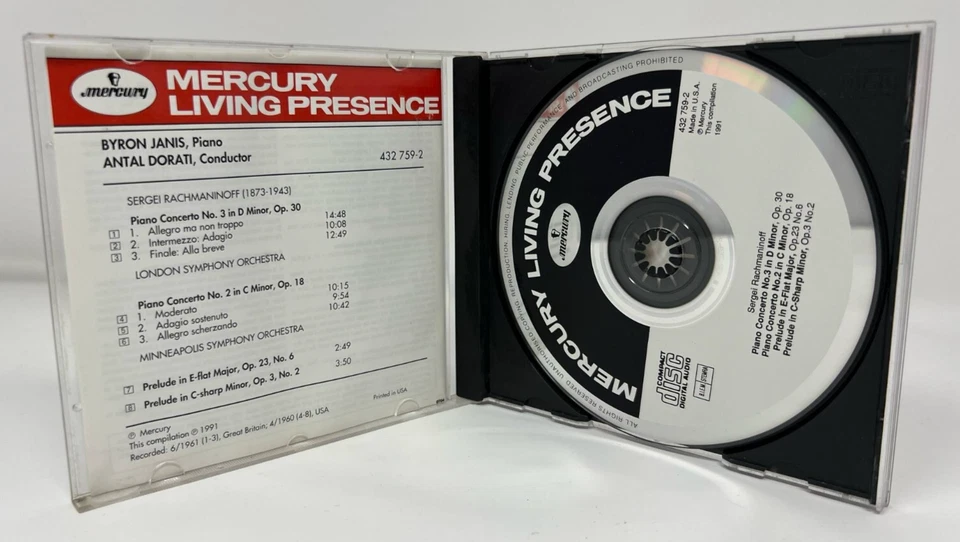 mercury
MERCURY
LIVING PRESENCE
BYRON JANIS, Piano
ANTAL DORATI, Conductor 432 759-2
SERGEI RACHMANINOFF (1873-1943)
Piano Concerto No. 3 in D Minor, Op. 30
1 1. Allegro ma non troppo 14:48
2 2. Intermezzo: Adagio 10:08
3 3. Finale: Alla breve 12:49
LONDON SYMPHONY ORCHESTRA
Piano Concerto No. 2 in C Minor, Op. 18
4 1. Moderato 10:15
5 2. Adagio sostenuto 9:54
6 3. Allegro scherzando 10:42
MINNEAPOLIS SYMPHONY ORCHESTRA
7 Prelude in E-flat Major, Op. 23, No. 6 2:49
8 Prelude in C-sharp Minor, Op. 3, No. 2 3:50
℗ Mercury
This compilation ℗ 1991
Recorded: 6/1961 (1-3), Great Britain; 4/1960 (4-8), USA
Printed in USA
ALL RIGHTS RESERVED. UNAUTHORIZED COPYING, REPRODUCTION, HIRING, LENDING, PUBLIC PERFORMANCE AND BROADCASTING PROHIBITED
MERCURY LIVING PRESENCE
mercury
432 759-2
Made in U.S.A.
℗ Mercury
This compilation
1991
Sergei Rachmaninoff
Piano Concerto No.3 in D Minor, Op. 30
Piano Concerto No.2 in C Minor, Op. 18
Prelude in E-Flat Major, Op.23 No.6
Prelude in C-Sharp Minor, Op.3 No.2
COMPACT
disc
DIGITAL AUDIO